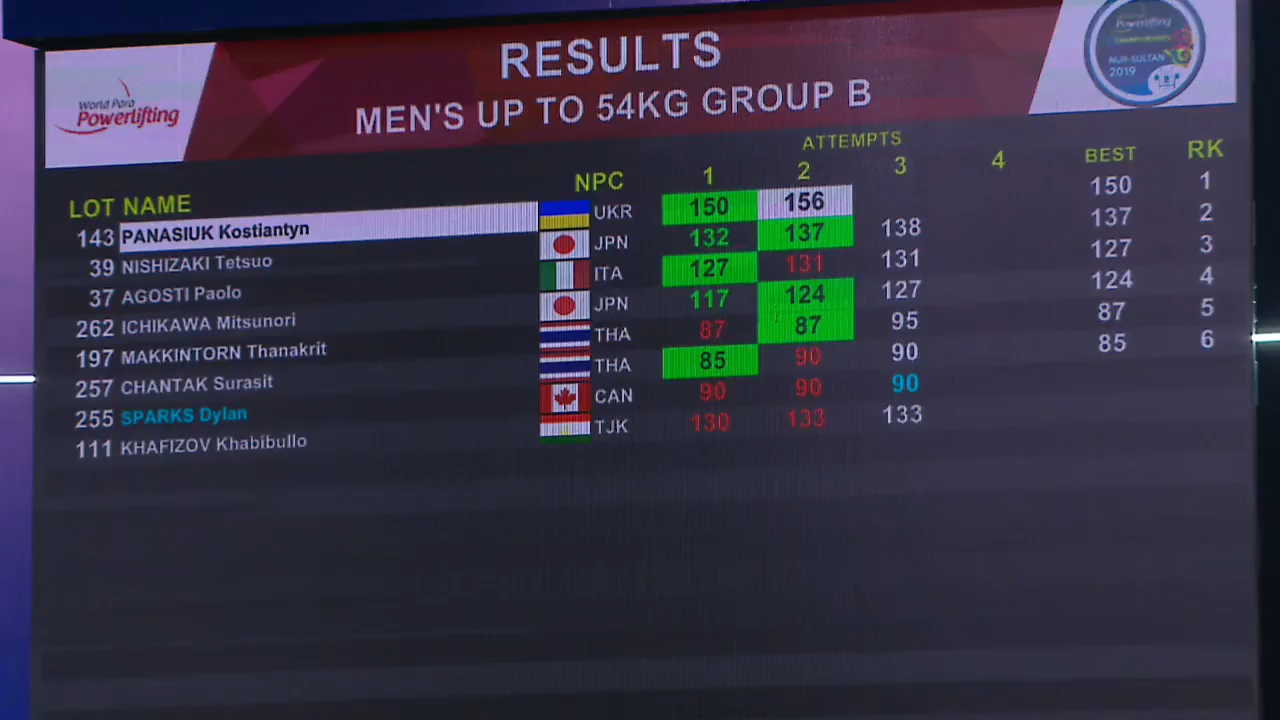 RESULTS
MEN'S UP TO 54KG GROUP B
World Para
Powerlifting
Powerlifting
CHAMPIONSHIPS
NUR-SULTAN
2019
ATTEMPTS
LOT NAME NPC 1 2 3 4 BEST RK
143 PANASIUK Kostiantyn UKR 150 156 150 1
39 NISHIZAKI Tetsuo JPN 132 137 138 137 2
37 AGOSTI Paolo ITA 127 131 131 127 3
262 ICHIKAWA Mitsunori JPN 117 124 127 124 4
197 MAKKINTORN Thanakrit THA 87 87 95 87 5
257 CHANTAK Surasit THA 85 90 90 85 6
255 SPARKS Dylan CAN 90 90 90
111 KHAFIZOV Khabibullo TJK 130 133 133